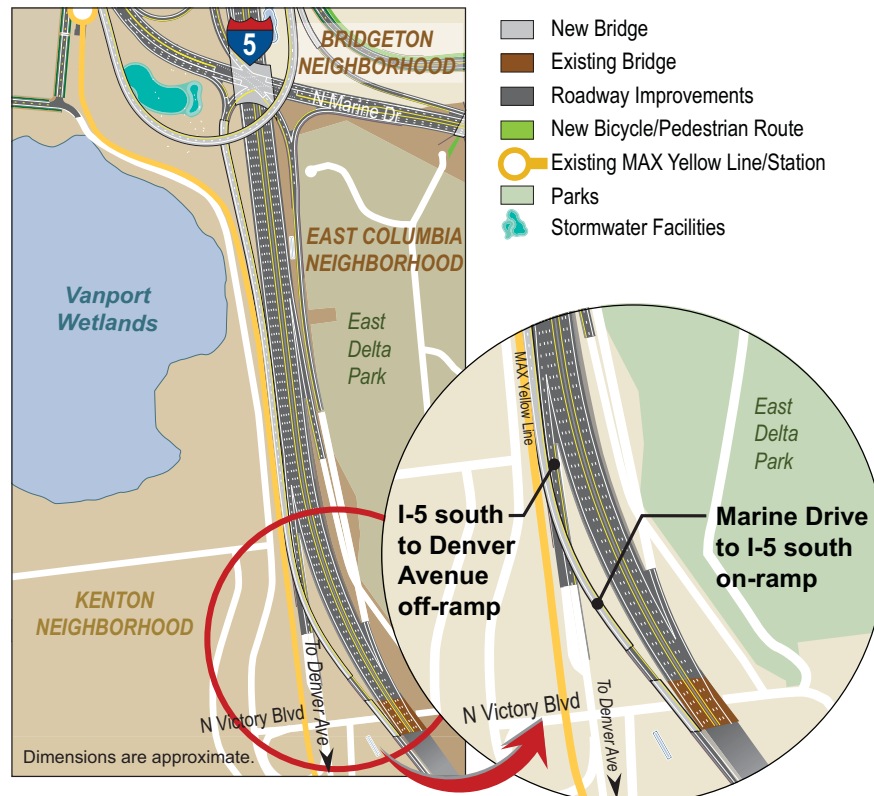 5
BRIDGETON
NEIGHBORHOOD
N Marine Dr
EAST COLUMBIA
NEIGHBORHOOD
Vanport
Wetlands
East
Delta
Park
KENTON
NEIGHBORHOOD
To Denver Ave
N Victory Blvd
Dimensions are approximate.
New Bridge
Existing Bridge
Roadway Improvements
New Bicycle/Pedestrian Route
Existing MAX Yellow Line/Station
Parks
Stormwater Facilities
MAX Yellow Line
East
Delta
Park
I-5 south
to Denver
Avenue
off-ramp
Marine Drive
to I-5 south
on-ramp
N Victory Blvd
To Denver Ave